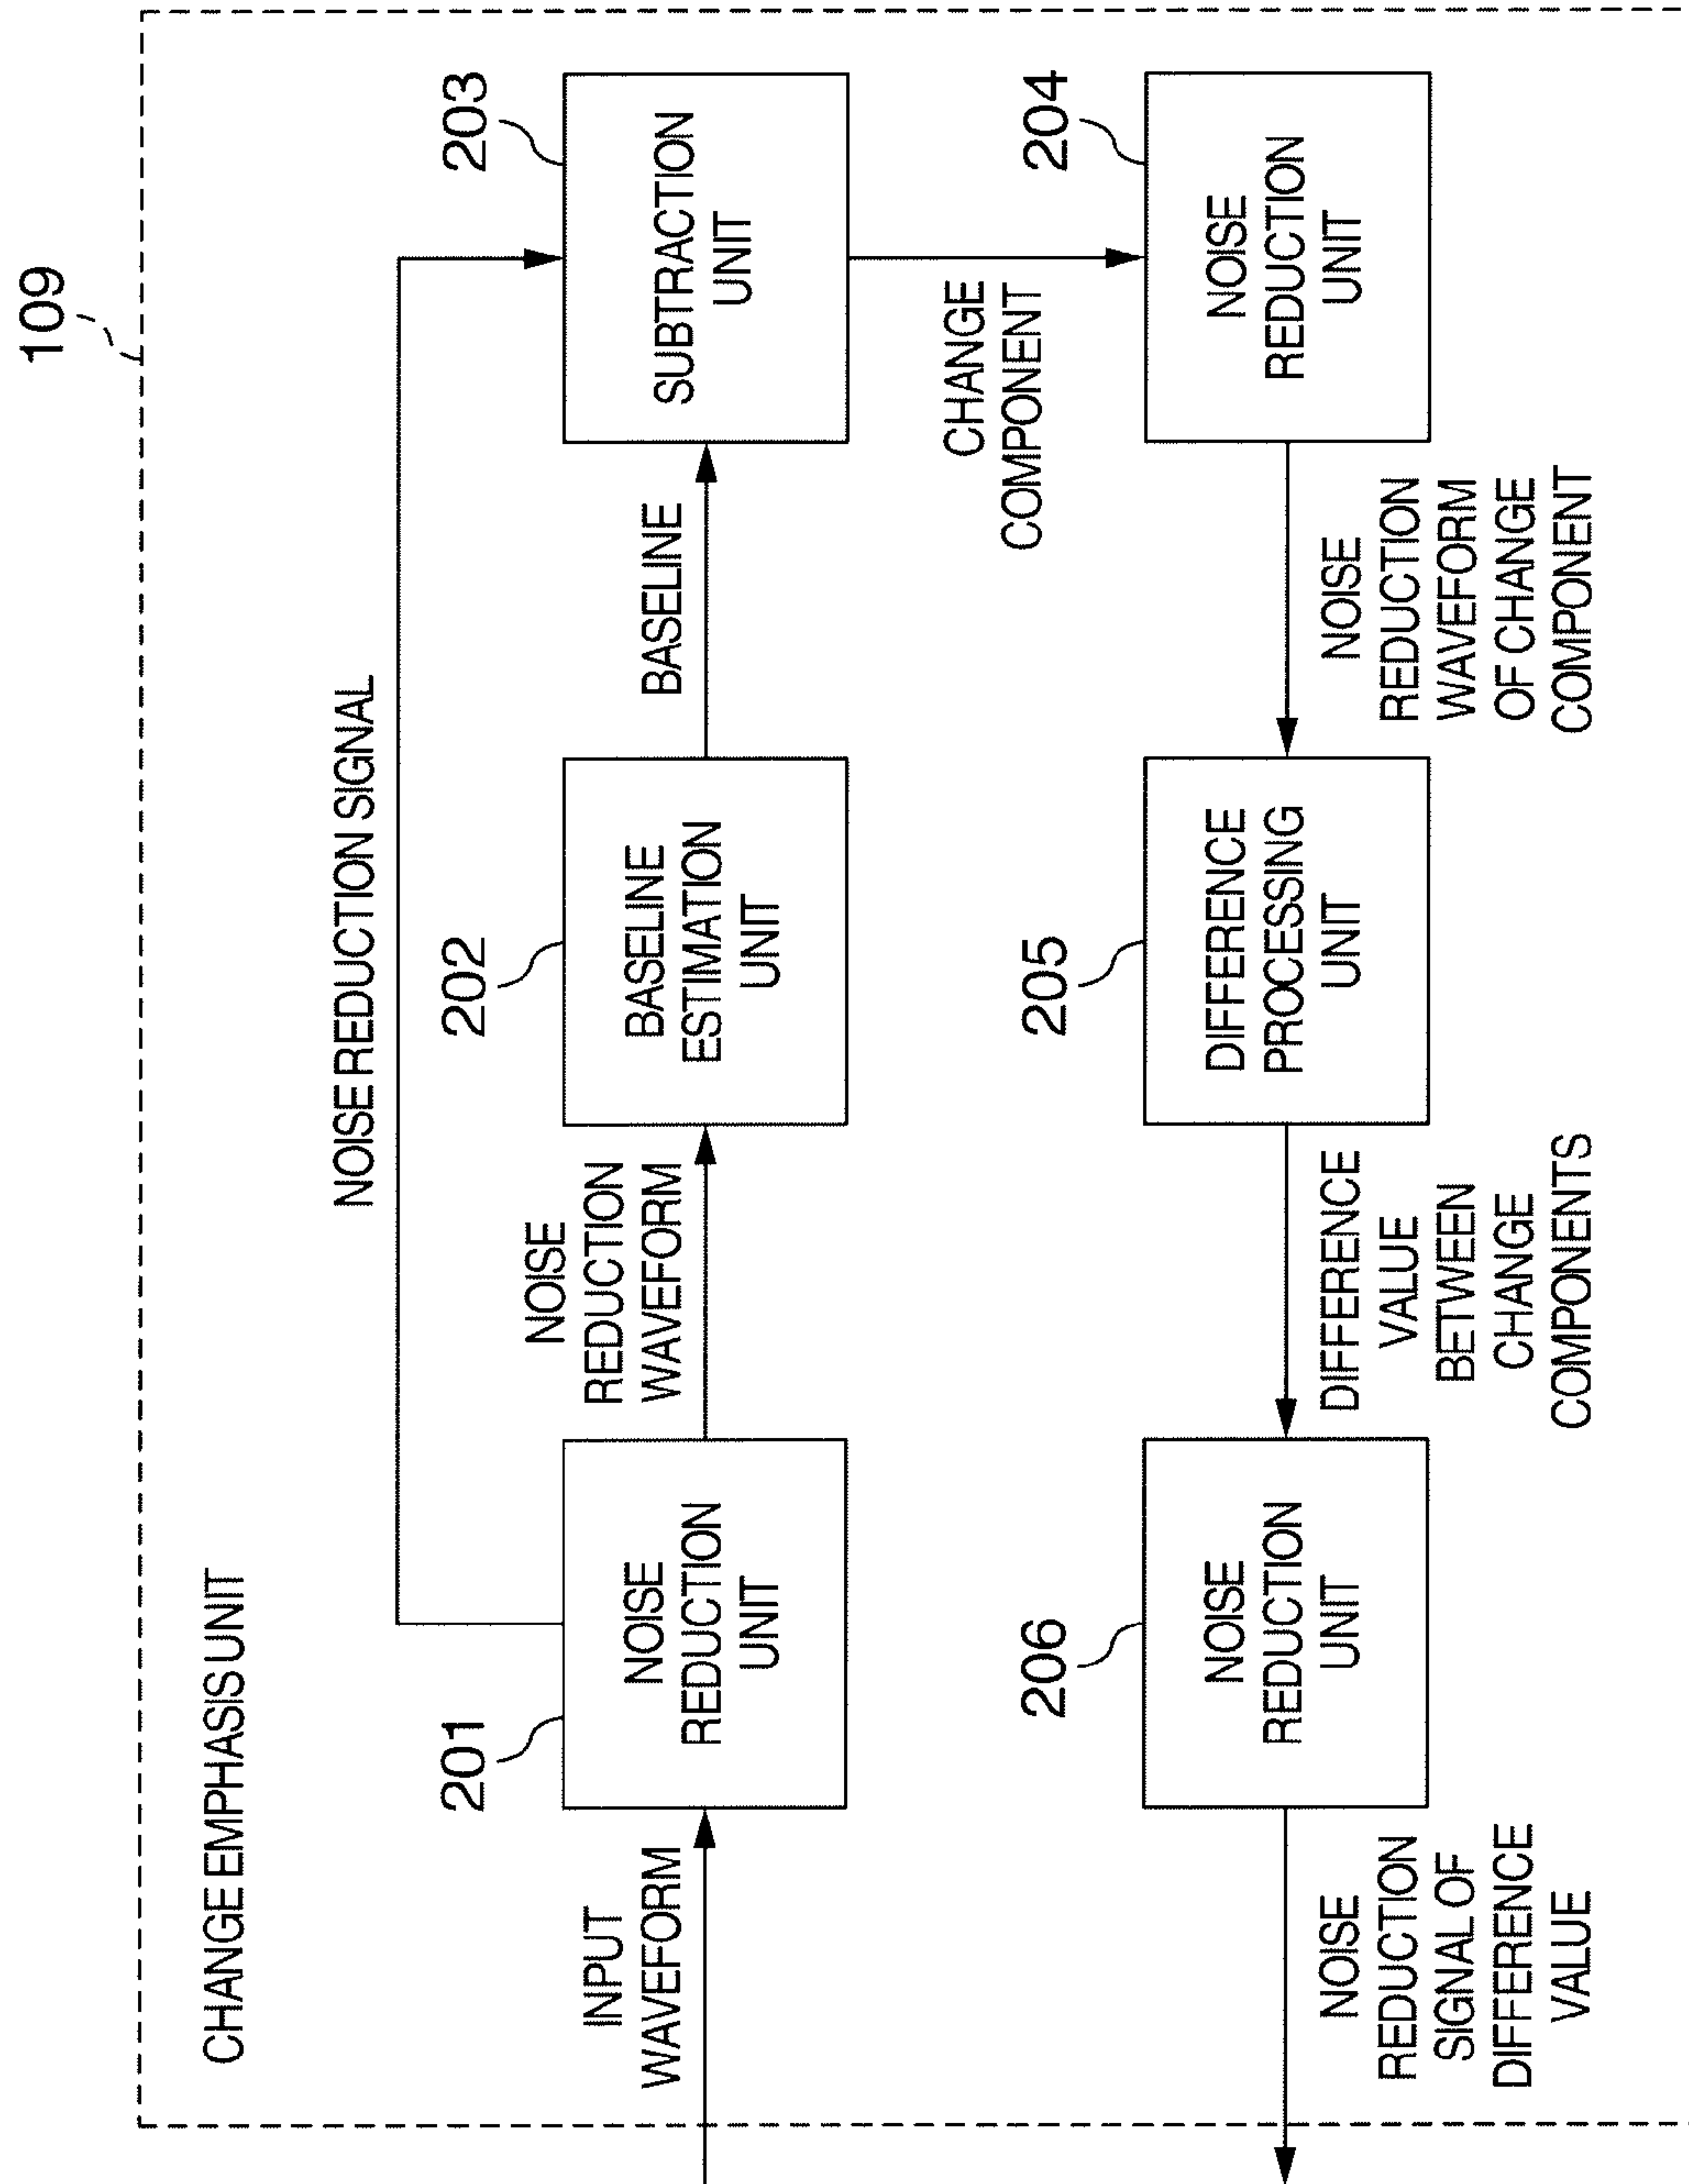 109
CHANGE EMPHASIS UNIT
NOISE REDUCTION SIGNAL
INPUT
WAVEFORM
201
NOISE
REDUCTION
UNIT
NOISE
REDUCTION
WAVEFORM
202
BASELINE
ESTIMATION
UNIT
BASELINE
203
SUBTRACTION
UNIT
CHANGE
COMPONENT
204
NOISE
REDUCTION
UNIT
NOISE
REDUCTION
WAVEFORM
OF CHANGE
COMPONENT
205
DIFFERENCE
PROCESSING
UNIT
DIFFERENCE
VALUE
BETWEEN
CHANGE
COMPONENTS
206
NOISE
REDUCTION
UNIT
NOISE
REDUCTION
SIGNAL OF
DIFFERENCE
VALUE